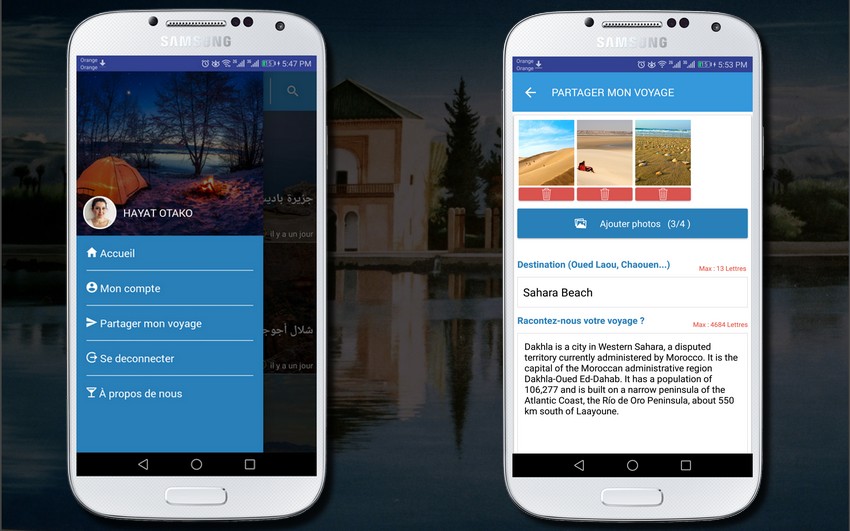 SAMSUNG
Orange
Orange
5:47 PM
جزيرة باديس
il y a un jour
HAYAT OTAKO
Accueil
Mon compte
Partager mon voyage
Se deconnecter
À propos de nous
il y a un jour
SAMSUNG
Orange
Orange
5:53 PM
PARTAGER MON VOYAGE
Ajouter photos (3/4 )
Destination (Oued Laou, Chaouen...)
Max : 13 Lettres
Sahara Beach
Racontez-nous votre voyage ?
Max : 4684 Lettres
Dakhla is a city in Western Sahara, a disputed
territory currently administered by Morocco. It is the
capital of the Moroccan administrative region
Dakhla-Oued Ed-Dahab. It has a population of
106,277 and is built on a narrow peninsula of the
Atlantic Coast, the Río de Oro Peninsula, about 550
km south of Laayoune.